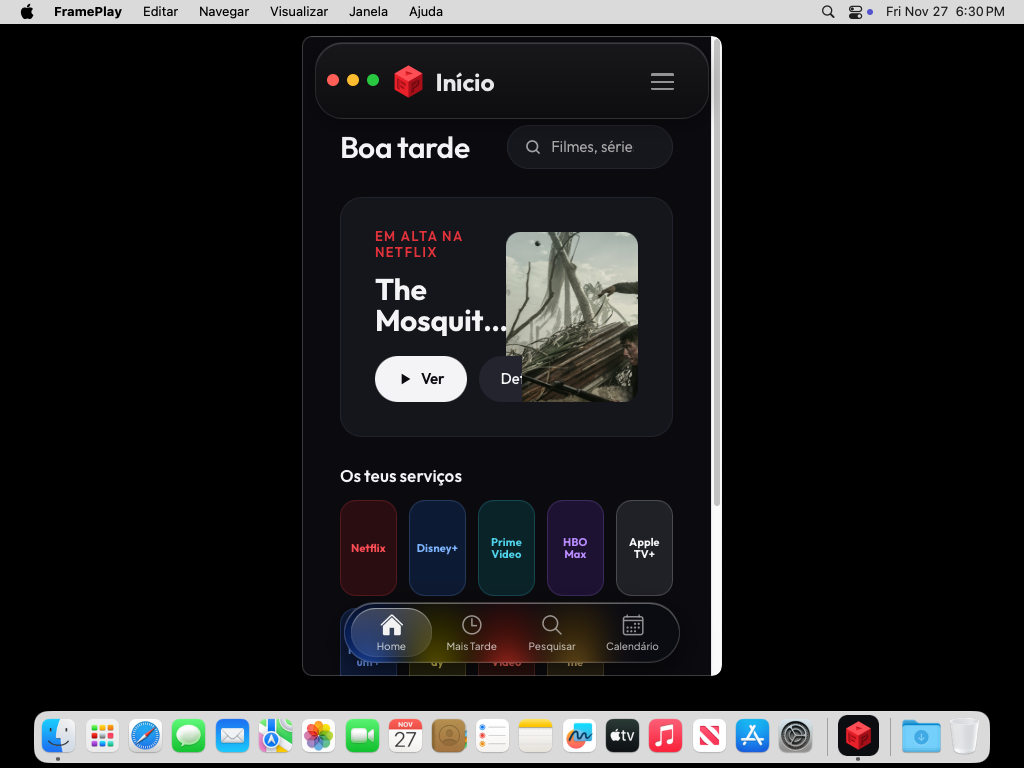 FramePlay Editar Navegar Visualizar Janela Ajuda Fri Nov 27 6:30 PM
Início
Boa tarde
Filmes, série
EM ALTA NA
NETFLIX
The
Mosquit...
Ver
Os teus serviços
Netflix Disney+ Prime Video HBO Max Apple TV+
Home Mais Tarde Pesquisar Calendário
NOV
27
tv